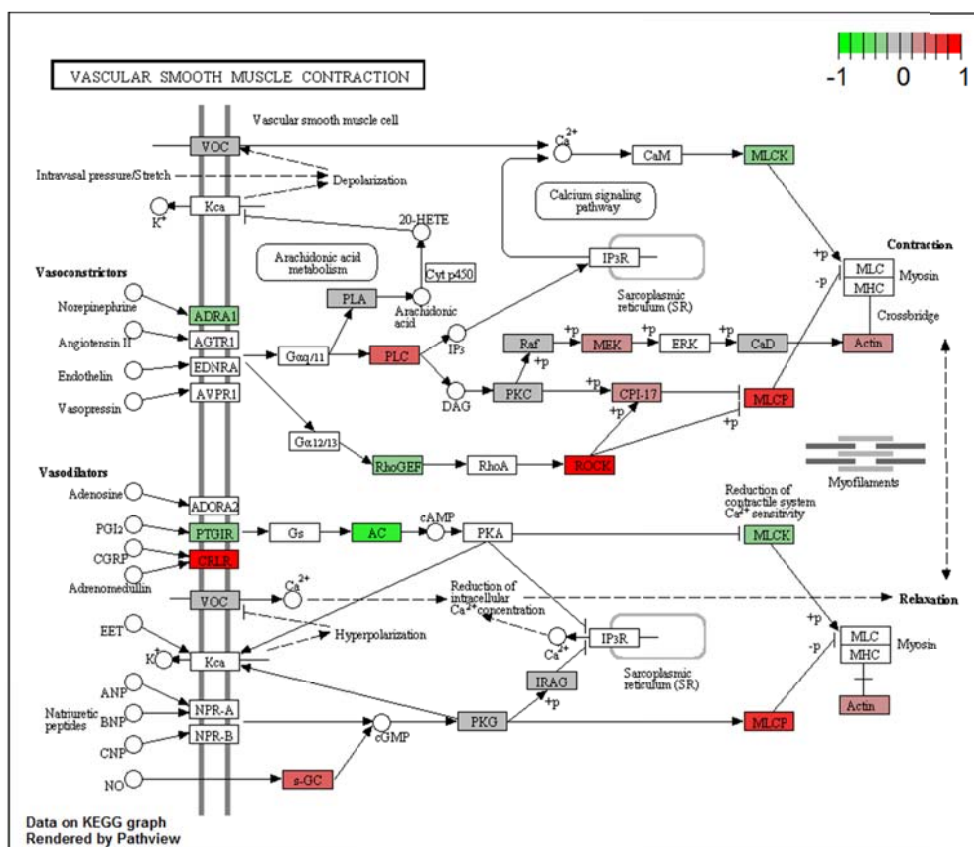 -1 0 1
VASCULAR SMOOTH MUSCLE CONTRACTION
Vascular smooth muscle cell
VOC
Ca2+
CaM
MLCK
Intravasal pressure/Stretch
Depolarization
Kca
K+
20-HETE
Calcium signaling
pathway
Arachidonic acid
metabolism
Cyt p450
IP3R
Contraction
+p
-p
MLC
MHC
Myosin
Vasoconstrictors
PLA
Arachidonic
acid
Sarcoplasmic
reticulum (SR)
Crossbridge
Norepinephrine
ADRA1
Angiotensin II
AGTR1
Gαq/11
PLC
IP3
Raf
+p
MEK
+p
ERK
+p
CaD
Actin
Endothelin
EDNRA
+p
Vasopressin
AVPR1
DAG
PKC
+p
CPI-17
MLCP
+p
+p
Gα12/13
RhoGEF
RhoA
ROCK
Myofilaments
Vasodilators
Adenosine
ADORA2
Reduction of
contractile system
Ca2+ sensitivity
PGI2
PTGIR
Gs
AC
cAMP
PKA
MLCK
CGRP
CRLR
Adrenomedullin
VOC
Ca2+
Reduction of
intracellular
Ca2+ concentration
Relaxation
EET
Hyperpolarization
Ca2+
IP3R
+p
-p
MLC
MHC
Myosin
K+
Kca
Sarcoplasmic
reticulum (SR)
ANP
NPR-A
IRAG
+p
Actin
Natriuretic
peptides
BNP
cGMP
PKG
MLCP
CNP
NPR-B
NO
s-GC
Data on KEGG graph
Rendered by Pathview